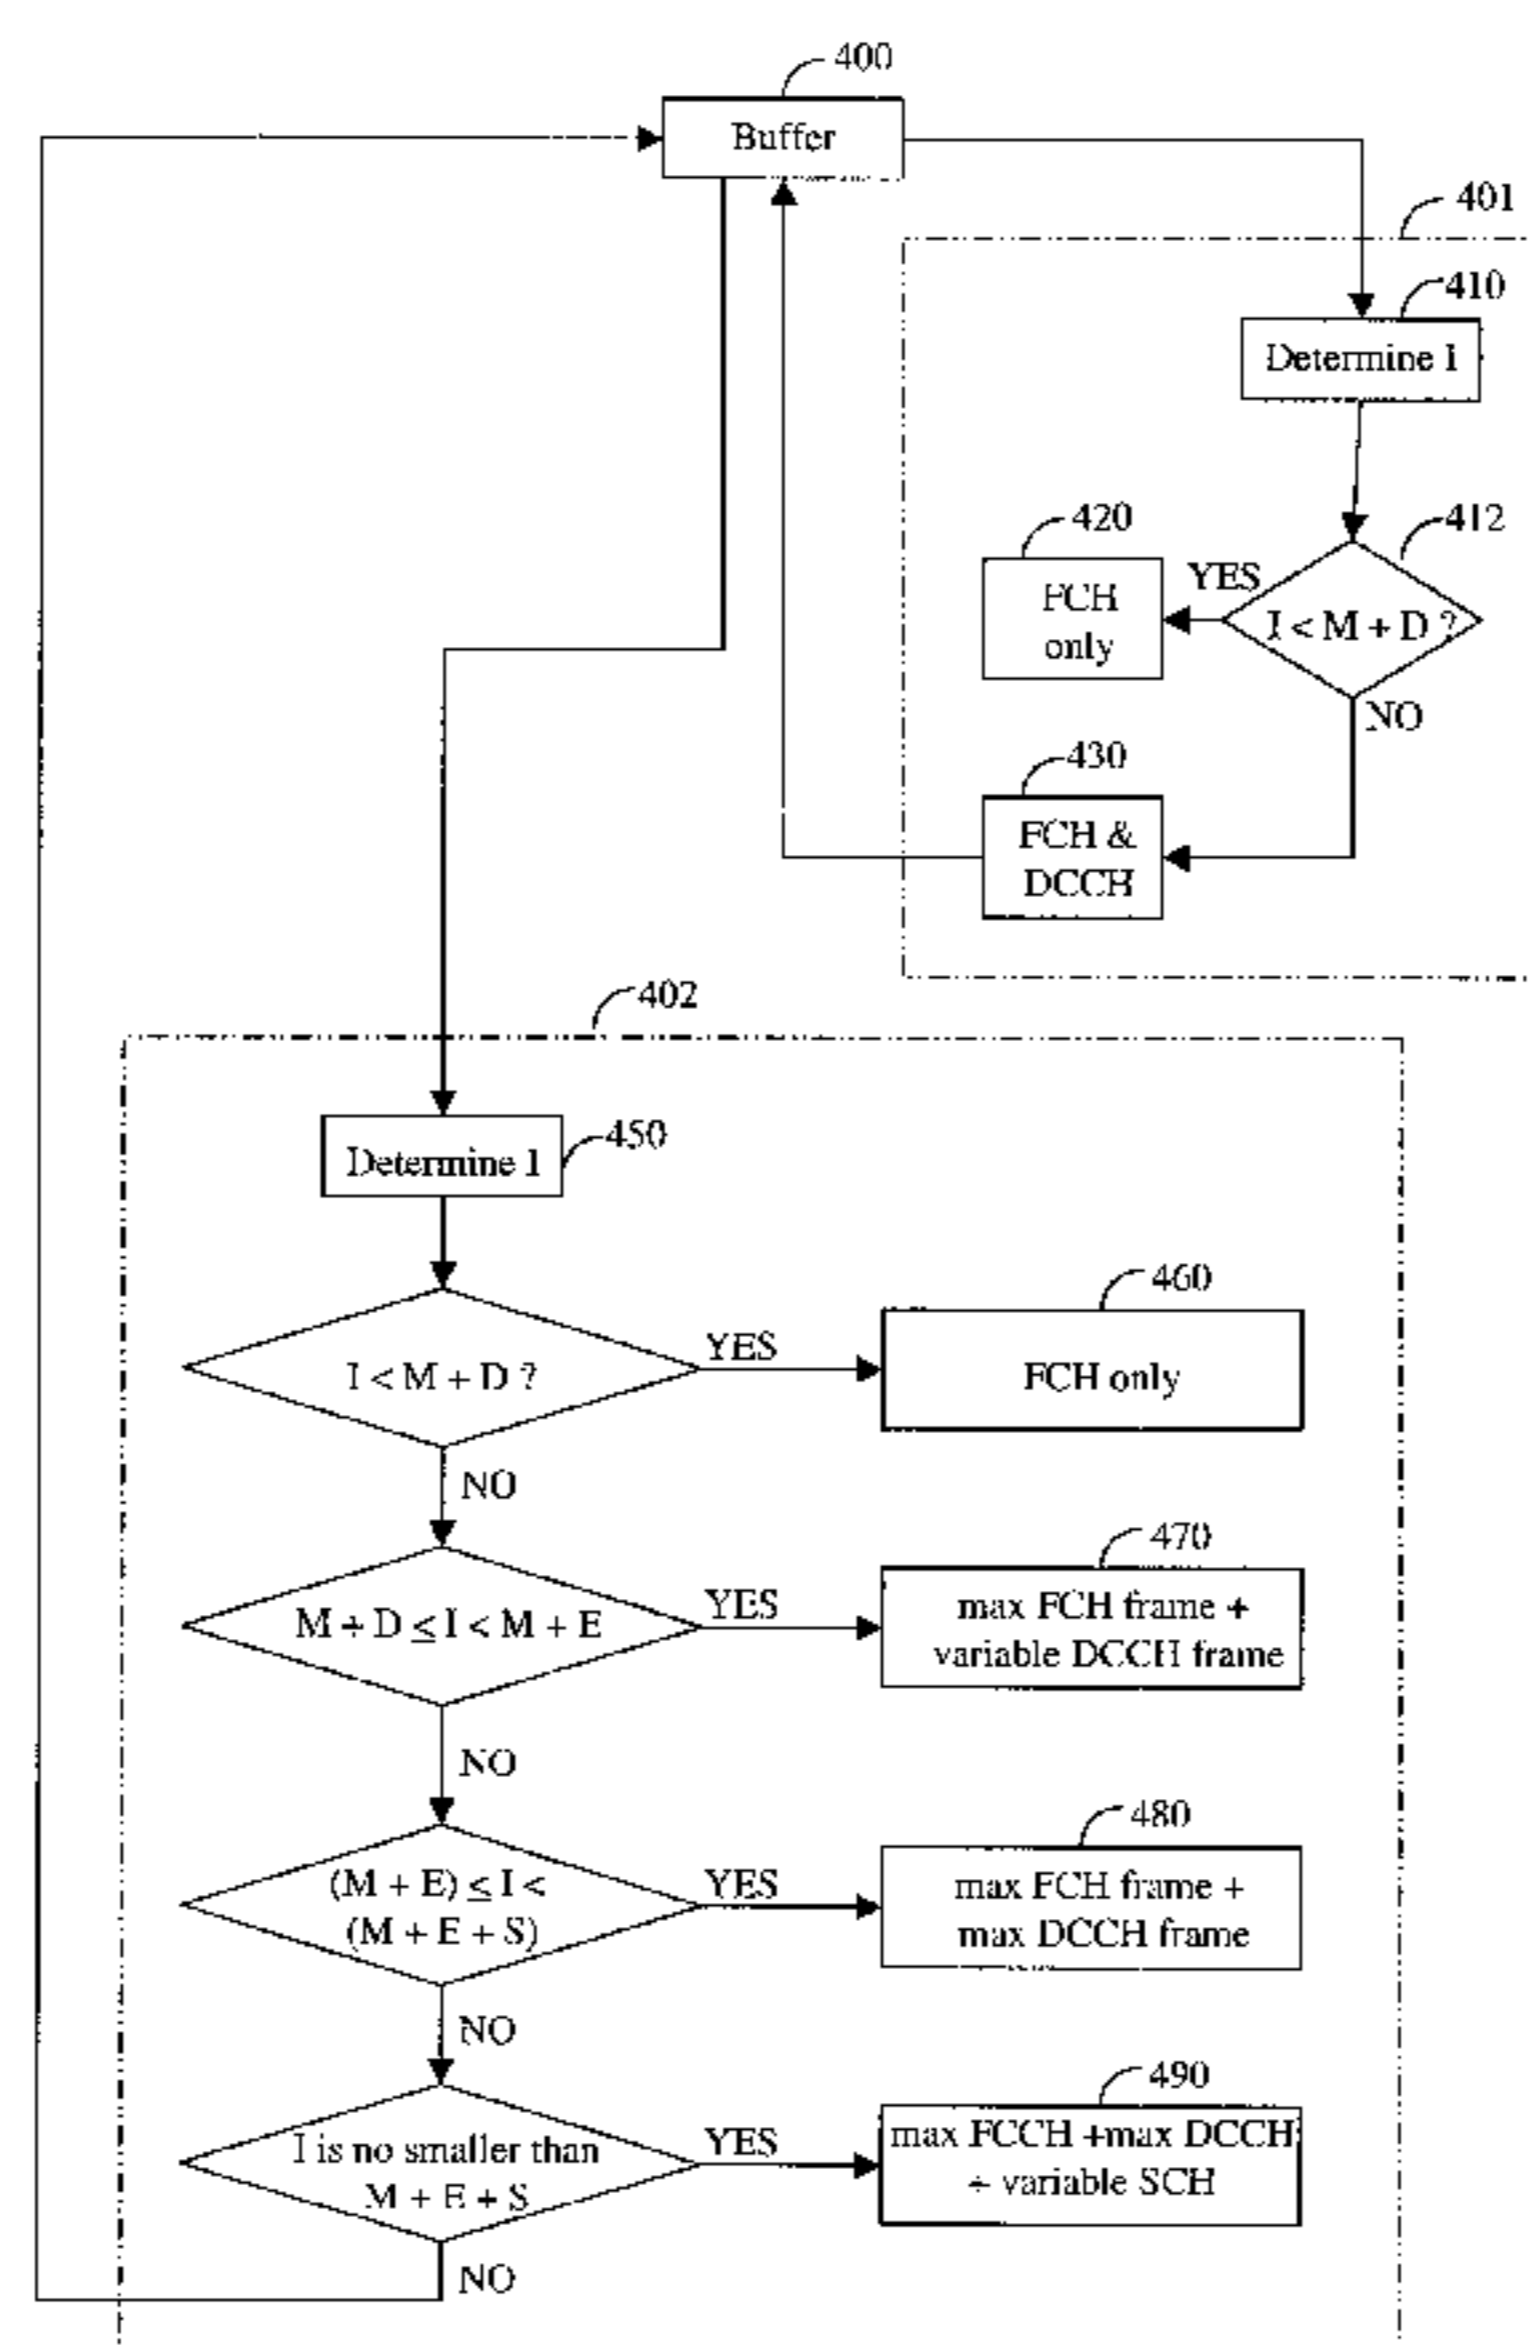 400
Buffer
401
410
Determine I
420
412
YES
FCH
only
I < M + D ?
NO
430
FCH &
DCCH
402
Determine I
450
460
I < M + D ?
YES
FCH only
NO
470
M + D ≤ I < M + E
YES
max FCH frame +
variable DCCH frame
NO
480
(M + E) ≤ I <
(M + E + S)
YES
max FCH frame +
max DCCH frame
NO
490
I is no smaller than
M + E + S
YES
max FCCH +max DCCH
+ variable SCH
NO